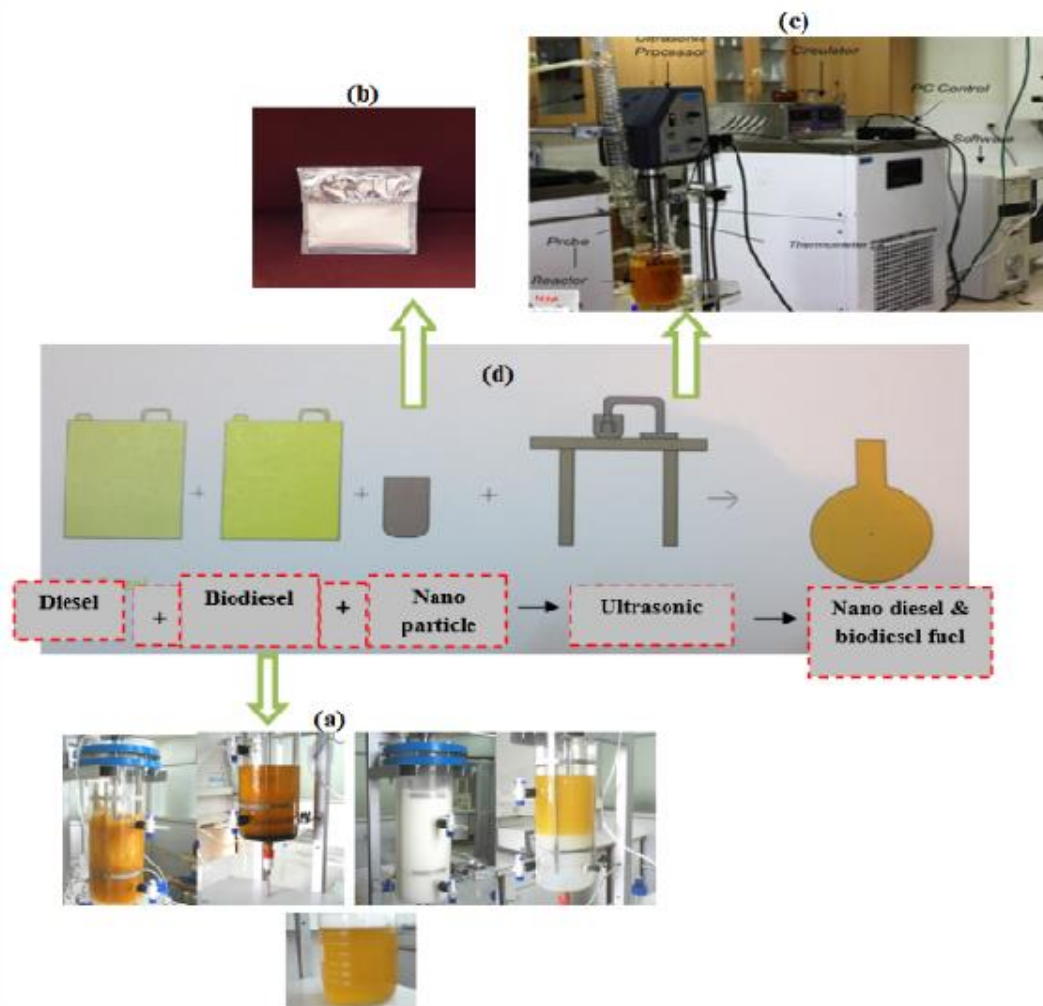 (c)
Ultrasonic
Processor
Circulator
(b)
PC Control
Software
Probe
Thermometer
Reactor
(d)
+
+
+
Diesel
+
Biodiesel
+
Nano
particle
Ultrasonic
Nano diesel &
biodiesel fuel
(a)